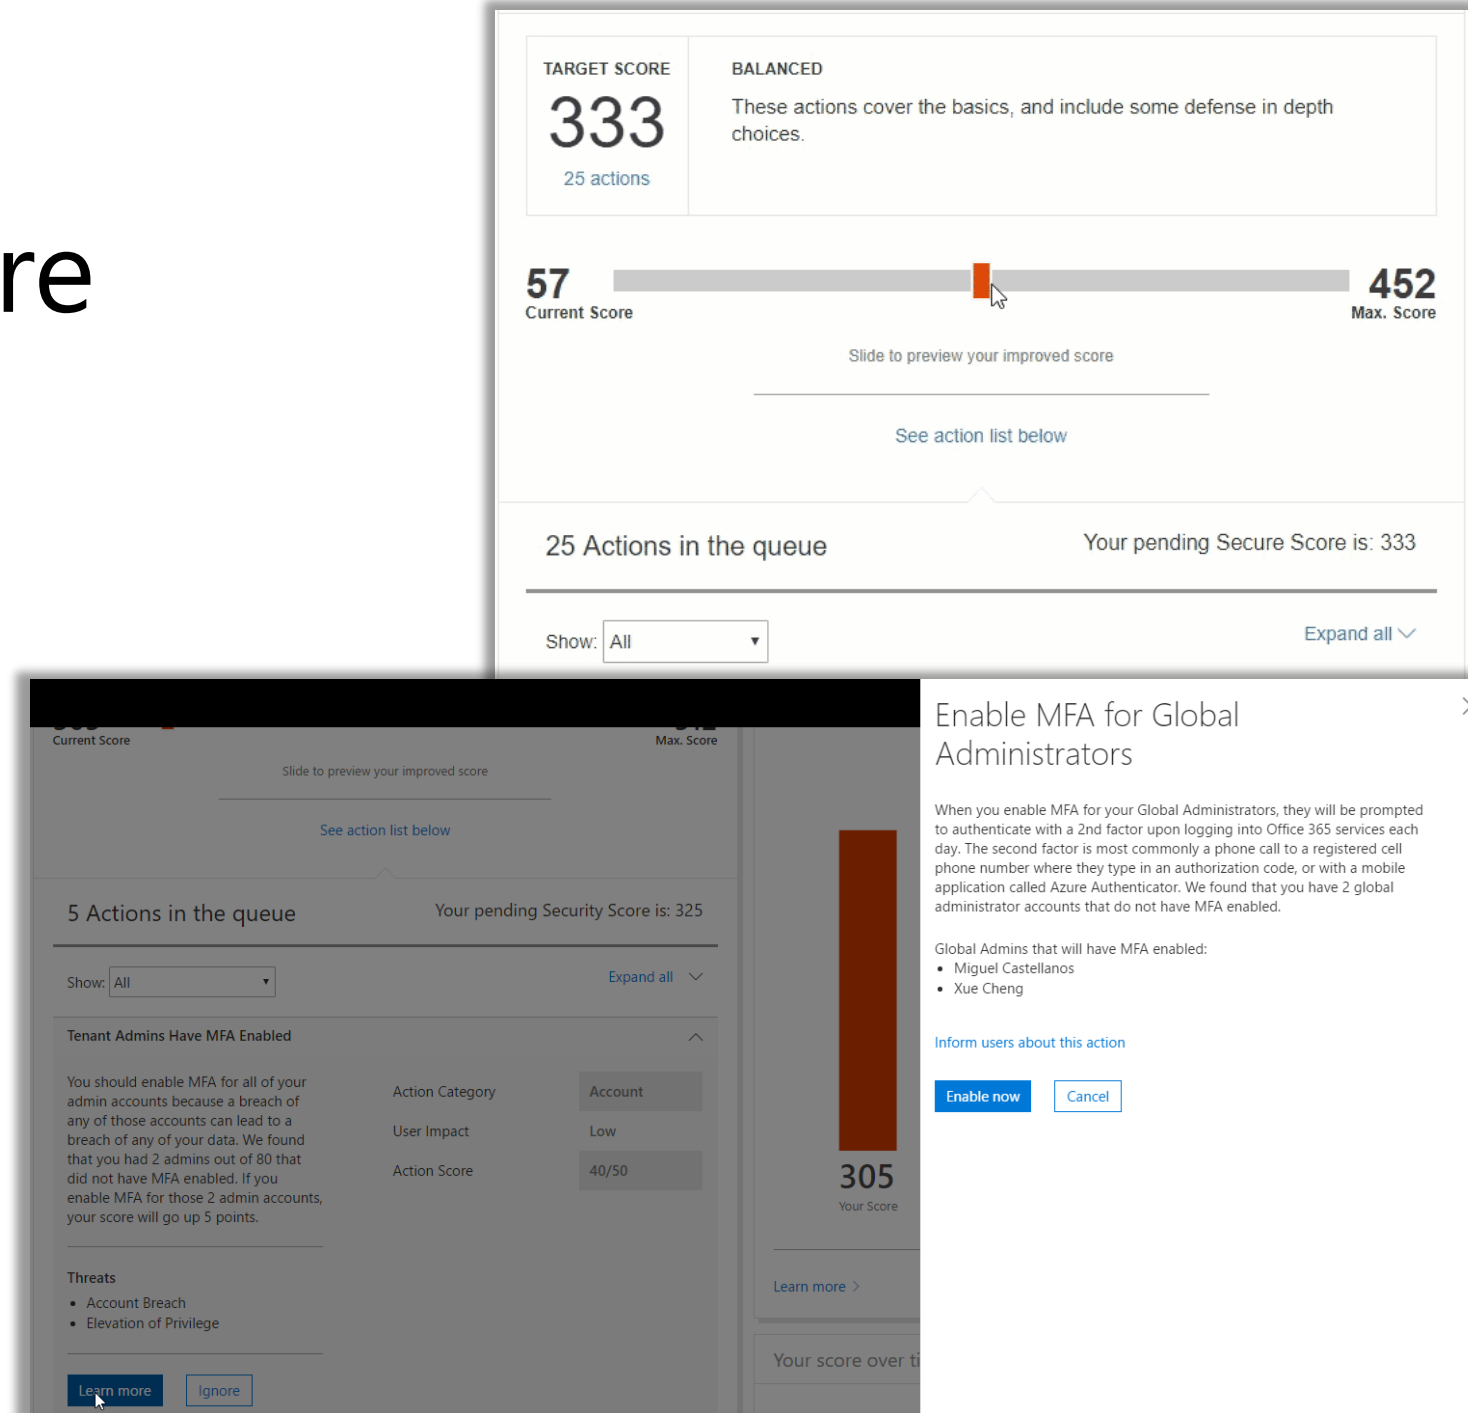 re
TARGET SCORE
333
25 actions
BALANCED
These actions cover the basics, and include some defense in depth
choices.
57
Current Score
452
Max. Score
Slide to preview your improved score
See action list below
25 Actions in the queue
Your pending Secure Score is: 333
Show: All
Expand all
Current Score
Max. Score
Slide to preview your improved score
See action list below
5 Actions in the queue
Your pending Security Score is: 325
Show: All
Expand all
Tenant Admins Have MFA Enabled
You should enable MFA for all of your
admin accounts because a breach of
any of those accounts can lead to a
breach of any of your data. We found
that you had 2 admins out of 80 that
did not have MFA enabled. If you
enable MFA for those 2 admin accounts,
your score will go up 5 points.
Action Category Account
User Impact Low
Action Score 40/50
Threats
• Account Breach
• Elevation of Privilege
Learn more
Ignore
305
Your Score
Learn more >
Your score over ti
Enable MFA for Global
Administrators
When you enable MFA for your Global Administrators, they will be prompted
to authenticate with a 2nd factor upon logging into Office 365 services each
day. The second factor is most commonly a phone call to a registered cell
phone number where they type in an authorization code, or with a mobile
application called Azure Authenticator. We found that you have 2 global
administrator accounts that do not have MFA enabled.
Global Admins that will have MFA enabled:
• Miguel Castellanos
• Xue Cheng
Inform users about this action
Enable now
Cancel